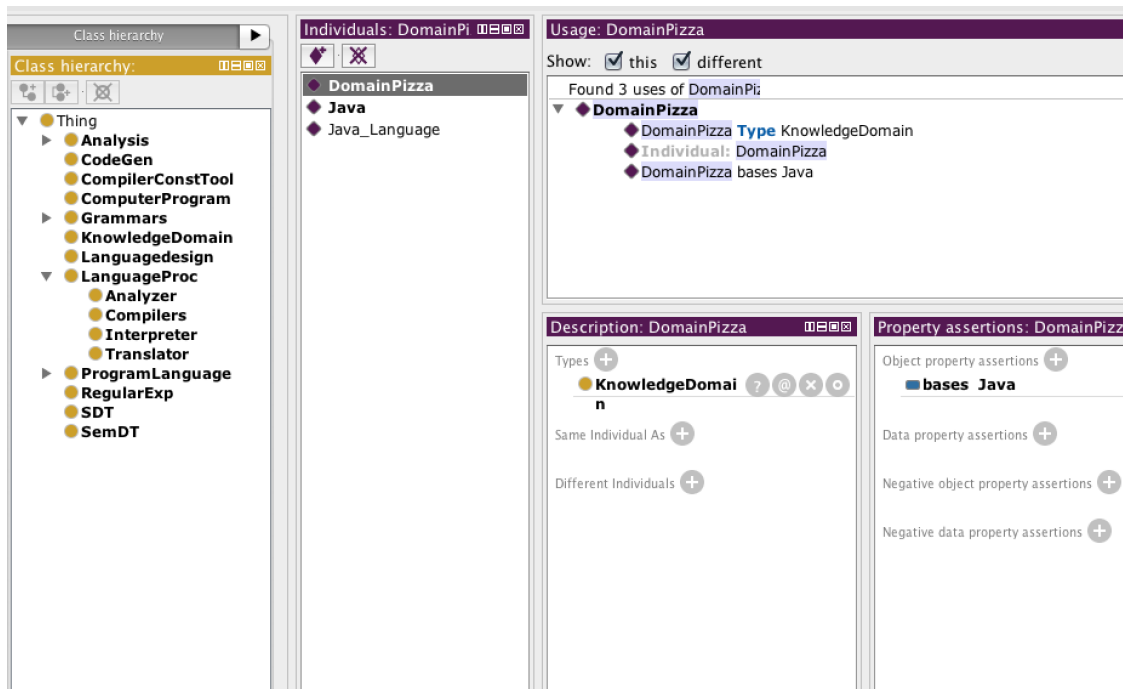 Class hierarchy
Class hierarchy:
Thing
Analysis
CodeGen
CompilerConstTool
ComputerProgram
Grammars
KnowledgeDomain
Languagedesign
LanguageProc
Analyzer
Compilers
Interpreter
Translator
ProgramLanguage
RegularExp
SDT
SemDT
Individuals: DomainPi
DomainPizza
Java
Java_Language
Usage: DomainPizza
Show: this different
Found 3 uses of DomainPiz
DomainPizza
DomainPizza Type KnowledgeDomain
Individual: DomainPizza
DomainPizza bases Java
Description: DomainPizza
Types
KnowledgeDomai
n
Same Individual As
Different Individuals
Property assertions: DomainPizz
Object property assertions
bases Java
Data property assertions
Negative object property assertions
Negative data property assertions